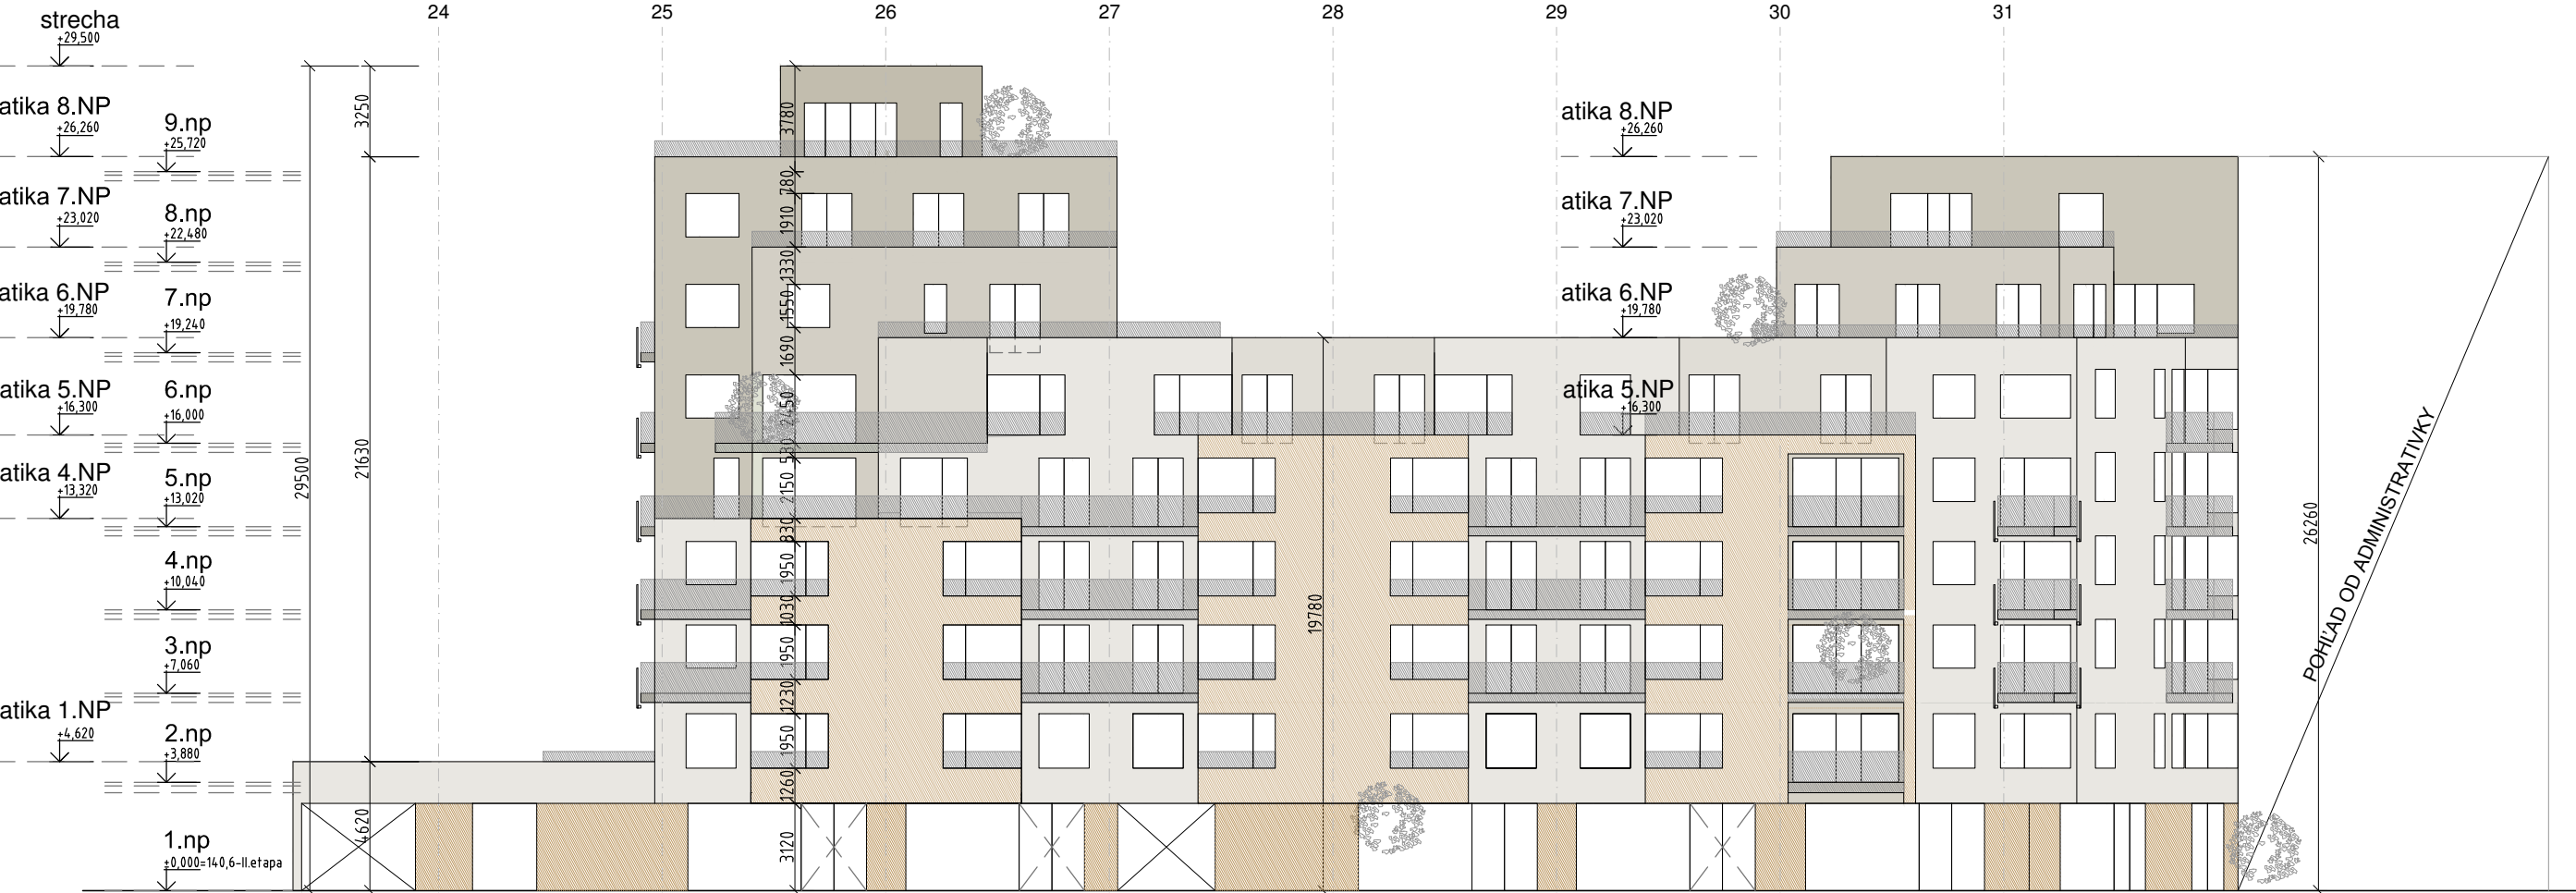 24 25 26 27 28 29 30 31
strecha
+29,500
atika 8.NP
+26,260
9.np
+25,720
atika 7.NP
+23,020
8.np
+22,480
atika 6.NP
+19,780
7.np
+19,240
atika 5.NP
+16,300
6.np
+16,000
atika 4.NP
+13,320
5.np
+13,020
4.np
+10,040
3.np
+7,060
atika 1.NP
+4,620
2.np
+3,880
1.np
±0,000=140,6-II.etapa
29500
3250
21630
4620
3780
780
1910
1330
1550
1690
2450
530
2150
830
1950
1030
1950
1230
1950
1260
3120
19780
atika 8.NP
+26,260
atika 7.NP
+23,020
atika 6.NP
+19,780
atika 5.NP
+16,300
26260
POHĽAD OD ADMINISTRATIVKY